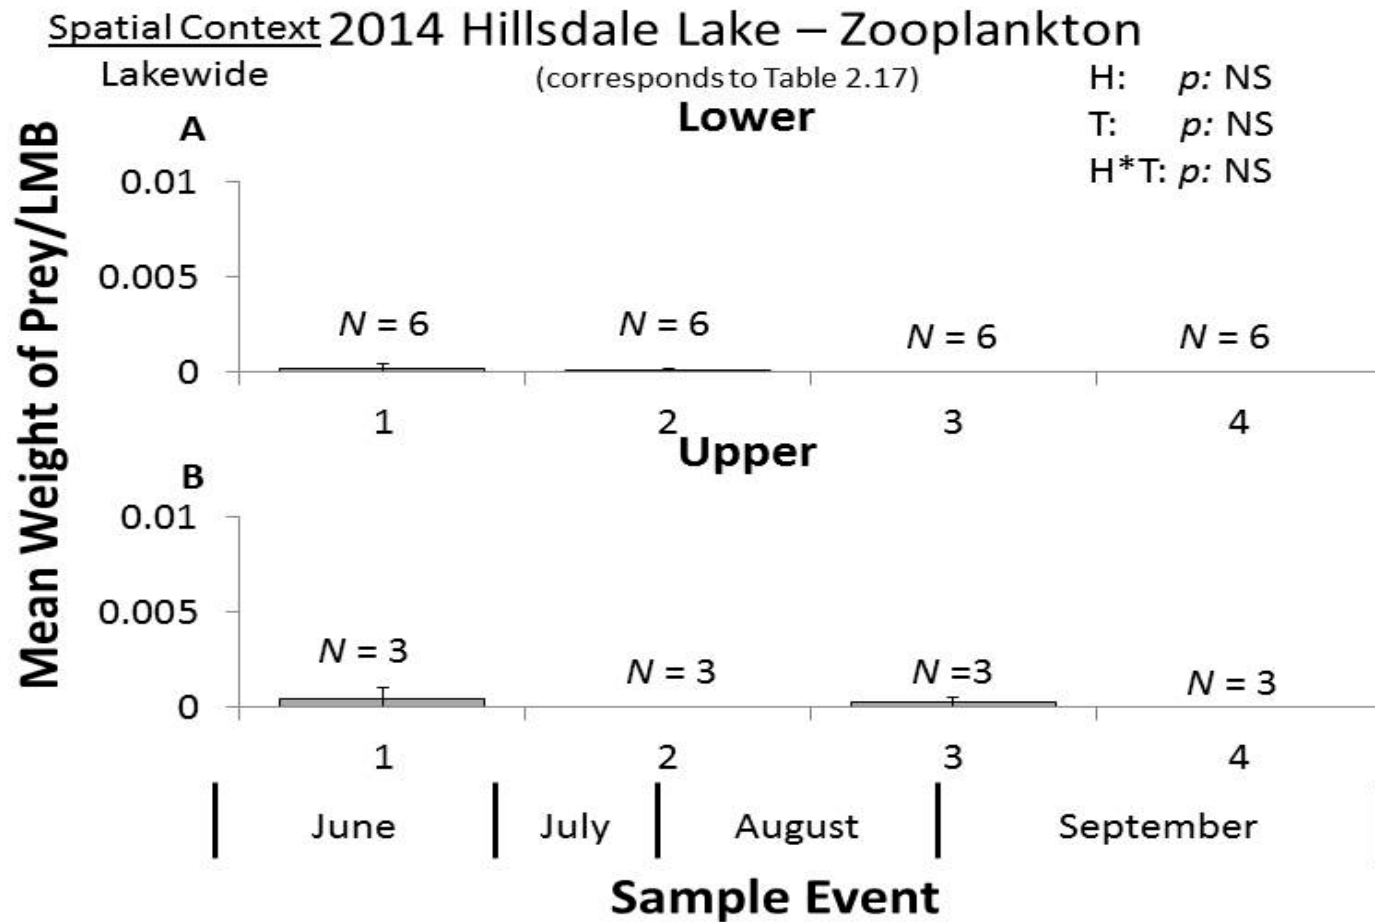 Spatial Context 2014 Hillsdale Lake – Zooplankton
Lakewide
(corresponds to Table 2.17)
H: p: NS
T: p: NS
H*T: p: NS
Mean Weight of Prey/LMB
A
Lower
0.01
0.005
0
N = 6
N = 6
N = 6
N = 6
1 2 3 4
B
Upper
0.01
0.005
0
N = 3
N = 3
N =3
N = 3
1 2 3 4
June July August September
Sample Event